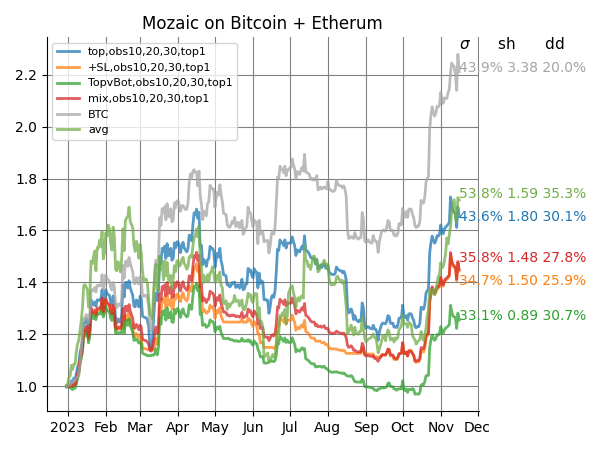 Mozaic on Bitcoin + Etherum
σ sh dd
top,obs10,20,30,top1
+SL,obs10,20,30,top1
TopvBot,obs10,20,30,top1
mix,obs10,20,30,top1
BTC
avg
43.9% 3.38 20.0%
53.8% 1.59 35.3%
43.6% 1.80 30.1%
35.8% 1.48 27.8%
34.7% 1.50 25.9%
33.1% 0.89 30.7%
2.2
2.0
1.8
1.6
1.4
1.2
1.0
2023 Feb Mar Apr May Jun Jul Aug Sep Oct Nov Dec